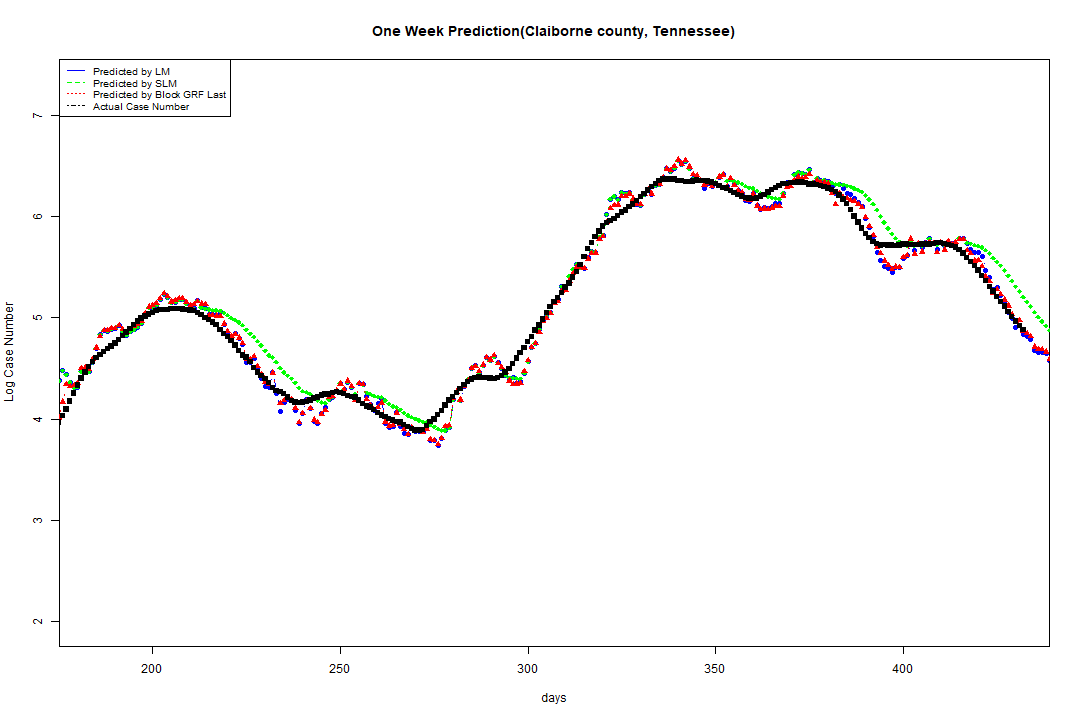 One Week Prediction(Claiborne county, Tennessee)
Predicted by LM
Predicted by SLM
Predicted by Block GRF Last
Actual Case Number
Log Case Number
7
6
5
4
3
2
200 250 300 350 400
days